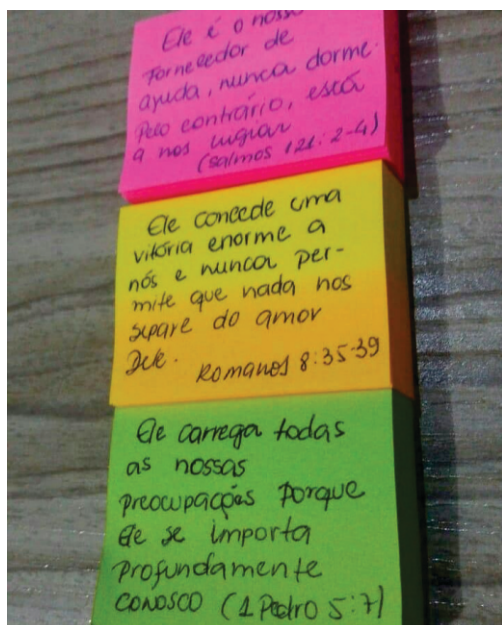 Ele é o nosso
Fornecedor de
ajuda, nunca dorme.
Pelo contrário, está
a nos vigiar
(Salmos 121: 2-4)
Ele concede uma
vitória enorme a
nós e nunca per-
mite que nada nos
separe do amor
Dele.
Romanos 8:35-39
Ele carrega todas
as nossas
preocupações porque
Ele se importa
profundamente
conosco (1 Pedro 5:7)